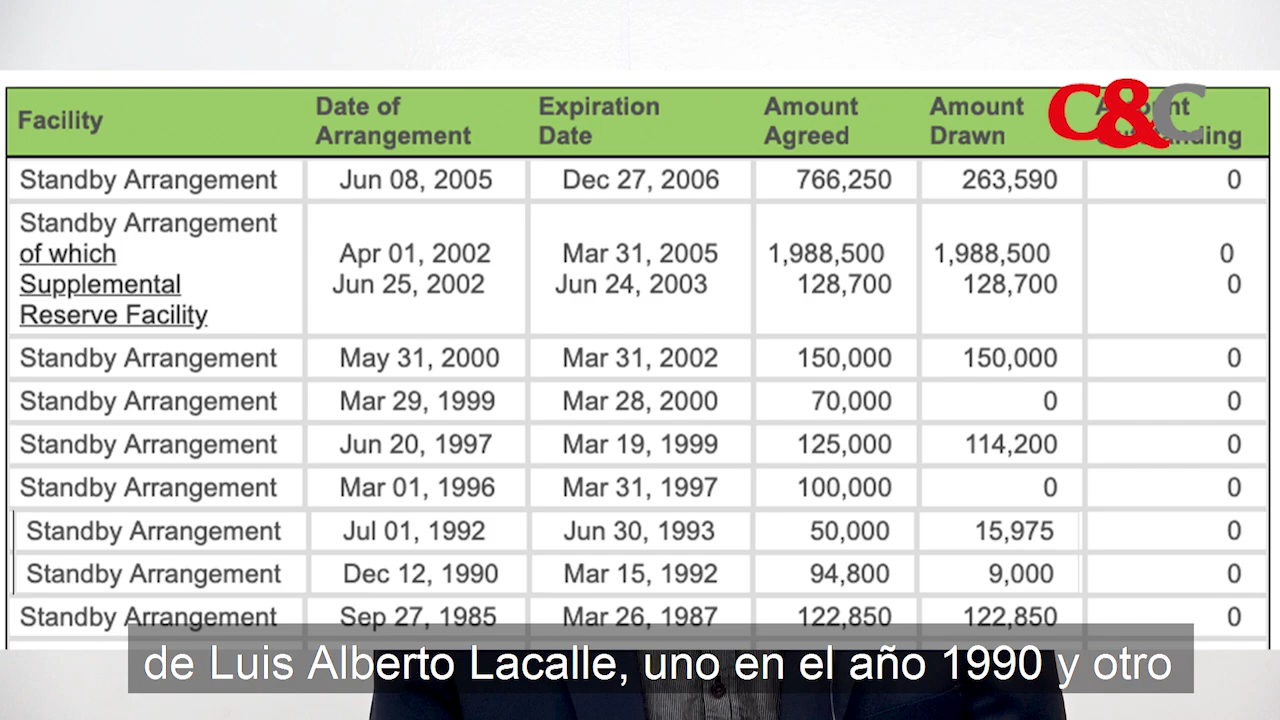 Facility Date of Arrangement Expiration Date Amount Agreed Amount Drawn
C&C
Standby Arrangement Jun 08, 2005 Dec 27, 2006 766,250 263,590 0
Standby Arrangement
of which Apr 01, 2002 Mar 31, 2005 1,988,500 1,988,500 0
Supplemental Jun 25, 2002 Jun 24, 2003 128,700 128,700 0
Reserve Facility
Standby Arrangement May 31, 2000 Mar 31, 2002 150,000 150,000 0
Standby Arrangement Mar 29, 1999 Mar 28, 2000 70,000 0 0
Standby Arrangement Jun 20, 1997 Mar 19, 1999 125,000 114,200 0
Standby Arrangement Mar 01, 1996 Mar 31, 1997 100,000 0 0
Standby Arrangement Jul 01, 1992 Jun 30, 1993 50,000 15,975 0
Standby Arrangement Dec 12, 1990 Mar 15, 1992 94,800 9,000 0
Standby Arrangement Sep 27, 1985 Mar 26, 1987 122,850 122,850 0
de Luis Alberto Lacalle, uno en el año 1990 y otro